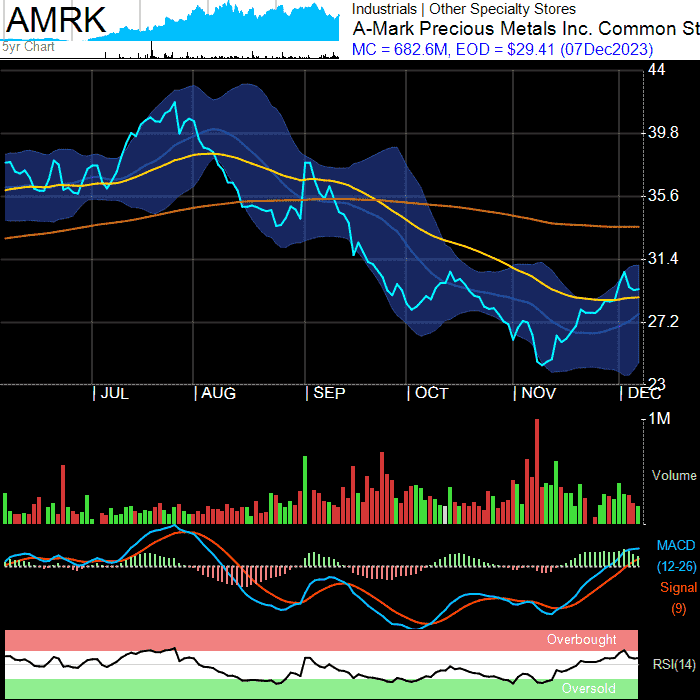 AMRK
5yr Chart
Industrials | Other Specialty Stores
A-Mark Precious Metals Inc. Common St
MC = 682.6M, EOD = $29.41 (07Dec2023)
44
39.8
35.6
31.4
27.2
23
| JUL | AUG | SEP | OCT | NOV | DEC
1M
Volume
MACD
(12-26)
Signal
(9)
Overbought
RSI(14)
Oversold